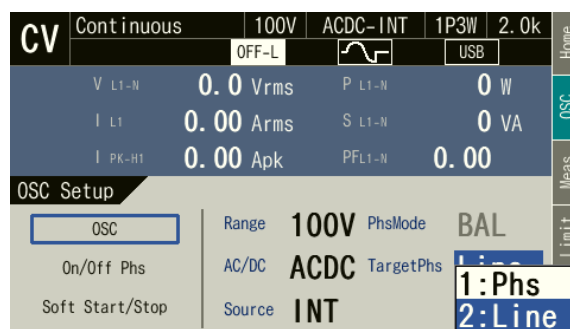 CV Continuous 100V ACDC-INT 1P3W 2.0k
OFF-L USB
V L1-N 0.0 Vrms P L1-N 0 W
I L1 0.00 Arms S L1-N 0 VA
I PK-H1 0.00 Apk PFL1-N 0.00
Home
OSC
Meas
Limit
OSC Setup
OSC Range 100V PhsMode BAL
On/Off Phs AC/DC ACDC TargetPhs Line
1:Phs
Soft Start/Stop Source INT
2:Line